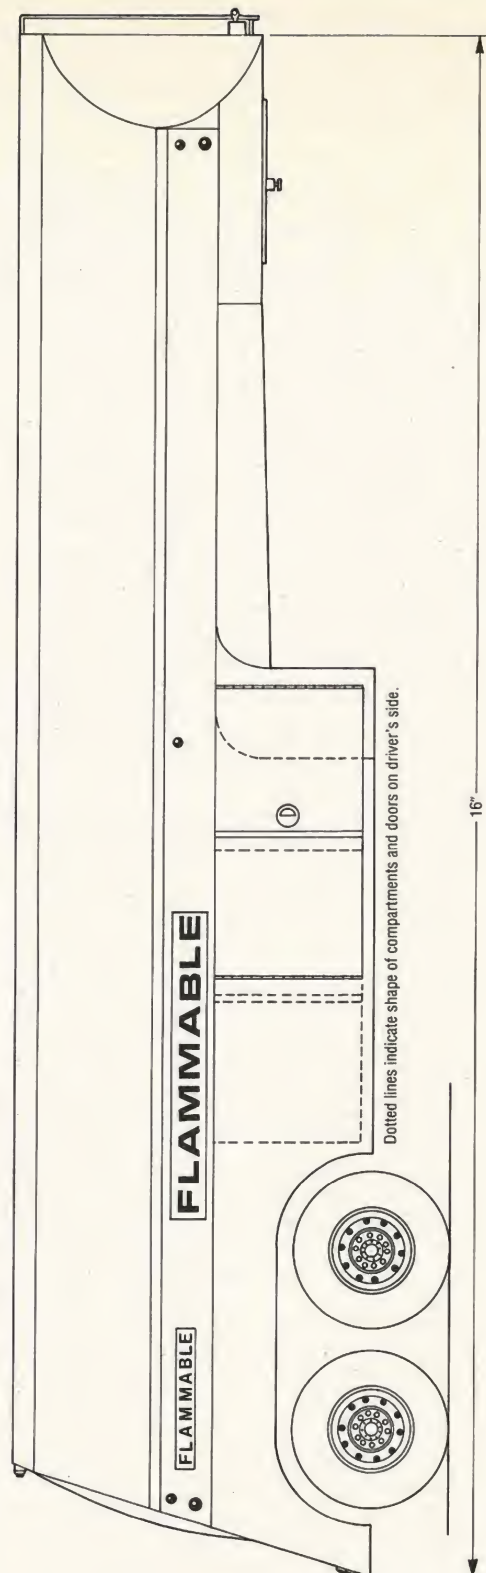 FLAMMABLE
FLAMMABLE
D
Dotted lines indicate shape of compartments and doors on driver's side.
16"